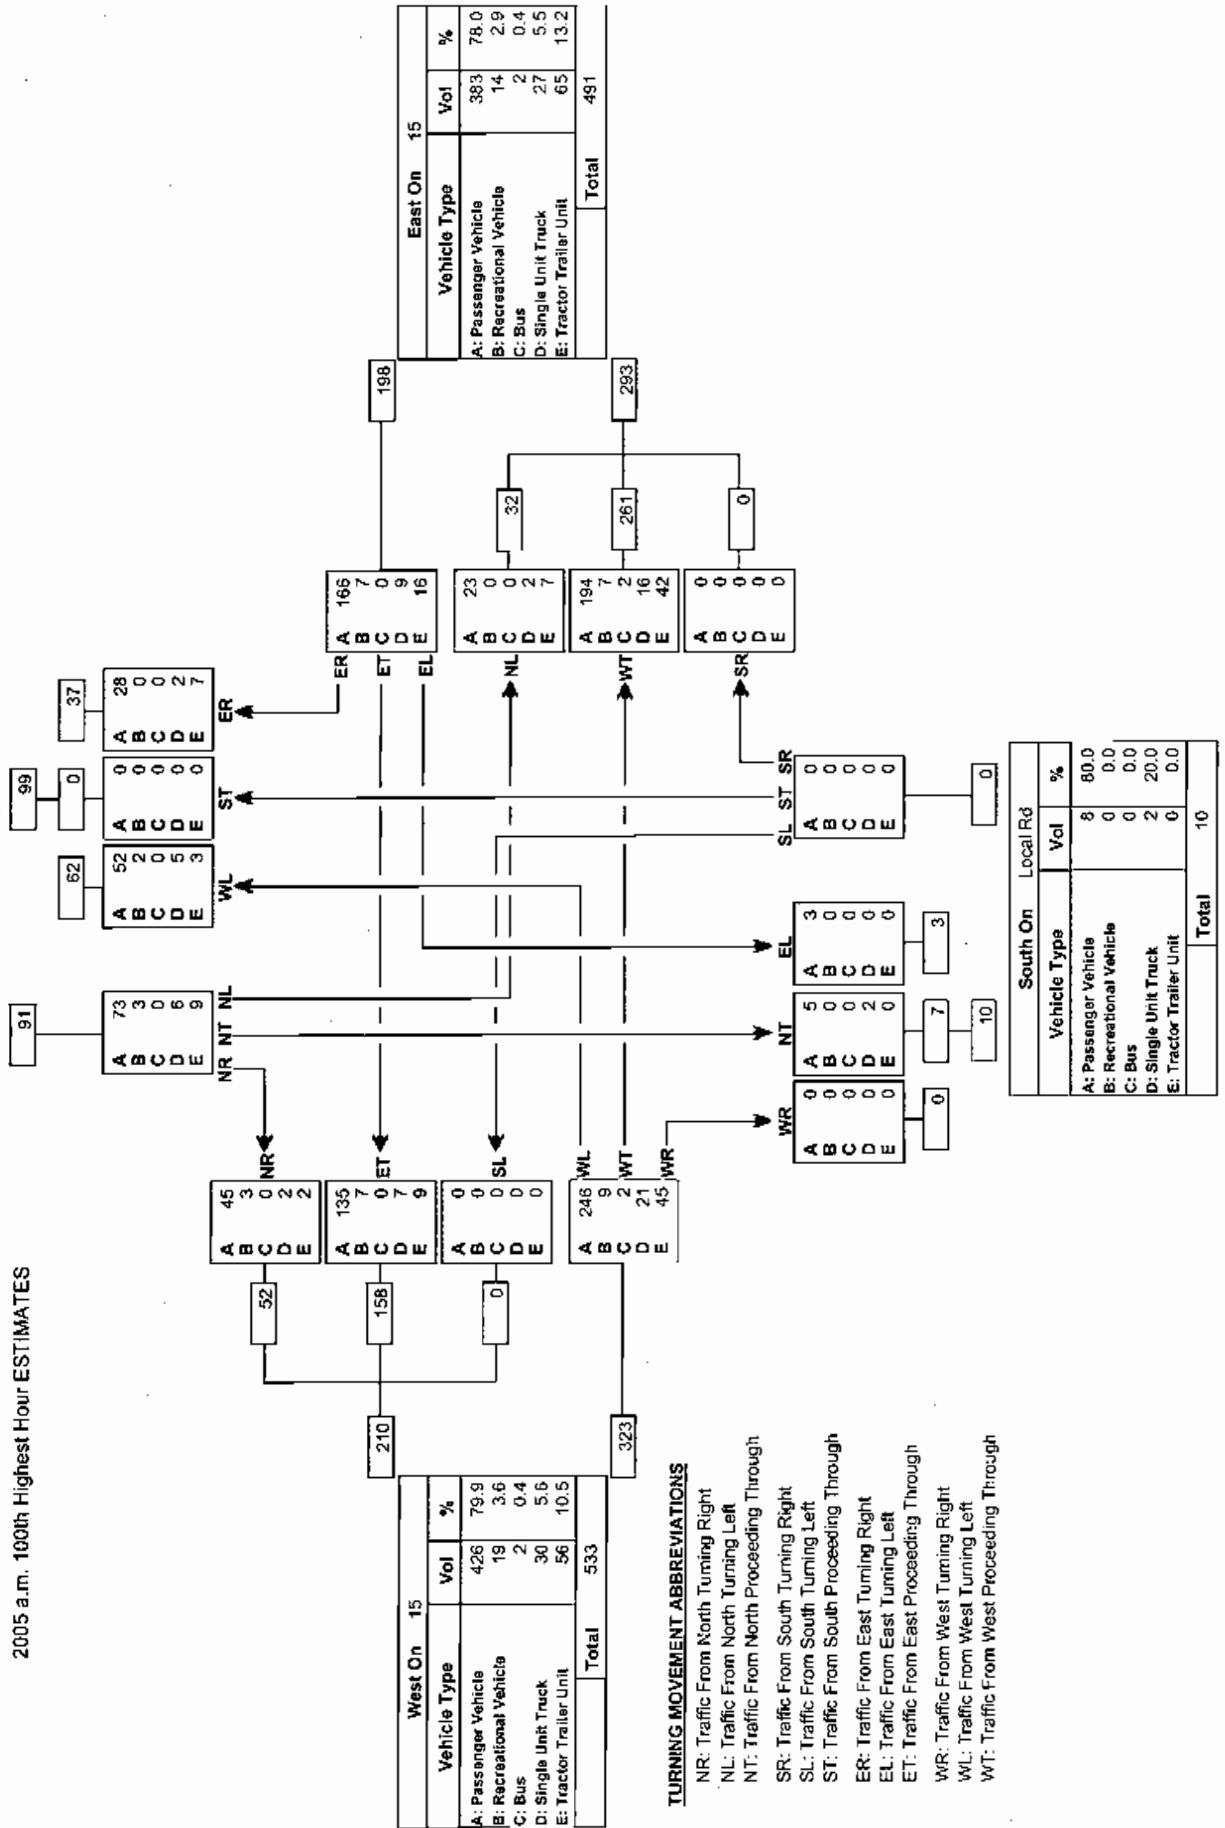 2005 a.m. 100th Highest Hour ESTIMATES
91
99
62
0
37
A 73
B 3
C 0
D 6
E 9
A 52
B 2
C 0
D 5
E 3
A 0
B 0
C 0
D 0
E 0
A 28
B 0
C 0
D 2
E 7
NR NT NL
WL
ST
ER
A 45
B 3
C 0
D 2
E 2
NR
52
A 135
B 7
C 0
D 7
E 9
ET
158
A 0
B 0
C 0
D 0
E 0
SL
0
210
A 246
B 9
C 2
D 21
E 45
WL
WT
WR
323
West On 15
Vehicle Type Vol %
A: Passenger Vehicle 426 79.9
B: Recreational Vehicle 19 3.6
C: Bus 2 0.4
D: Single Unit Truck 30 5.6
E: Tractor Trailer Unit 56 10.5
Total 533
ER
ET
EL
A 166
B 7
C 0
D 9
E 16
198
NL
A 23
B 0
C 0
D 2
E 7
32
WT
A 194
B 7
C 2
D 16
E 42
261
SR
A 0
B 0
C 0
D 0
E 0
0
293
East On 15
Vehicle Type Vol %
A: Passenger Vehicle 383 78.0
B: Recreational Vehicle 14 2.9
C: Bus 2 0.4
D: Single Unit Truck 27 5.5
E: Tractor Trailer Unit 65 13.2
Total 491
WR
NT
EL
SL ST SR
A 0
B 0
C 0
D 0
E 0
0
A 5
B 0
C 0
D 2
E 0
7
A 3
B 0
C 0
D 0
E 0
3
10
A 0
B 0
C 0
D 0
E 0
0
South On Local Rd
Vehicle Type Vol %
A: Passenger Vehicle 8 80.0
B: Recreational Vehicle 0 0.0
C: Bus 0 0.0
D: Single Unit Truck 2 20.0
E: Tractor Trailer Unit 0 0.0
Total 10
TURNING MOVEMENT ABBREVIATIONS
NR: Traffic From North Turning Right
NL: Traffic From North Turning Left
NT: Traffic From North Proceeding Through
SR: Traffic From South Turning Right
SL: Traffic From South Turning Left
ST: Traffic From South Proceeding Through
ER: Traffic From East Turning Right
EL: Traffic From East Turning Left
ET: Traffic From East Proceeding Through
WR: Traffic From West Turning Right
WL: Traffic From West Turning Left
WT: Traffic From West Proceeding Through